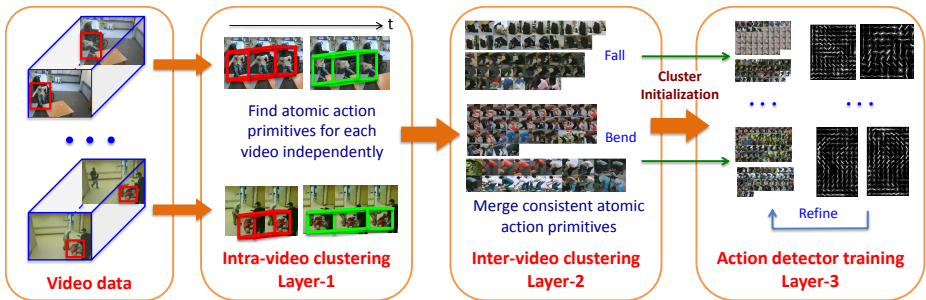 t
Find atomic action
primitives for each
video independently
Fall
Bend
Merge consistent atomic
action primitives
Cluster
Initialization
Refine
Video data
Intra-video clustering
Layer-1
Inter-video clustering
Layer-2
Action detector training
Layer-3